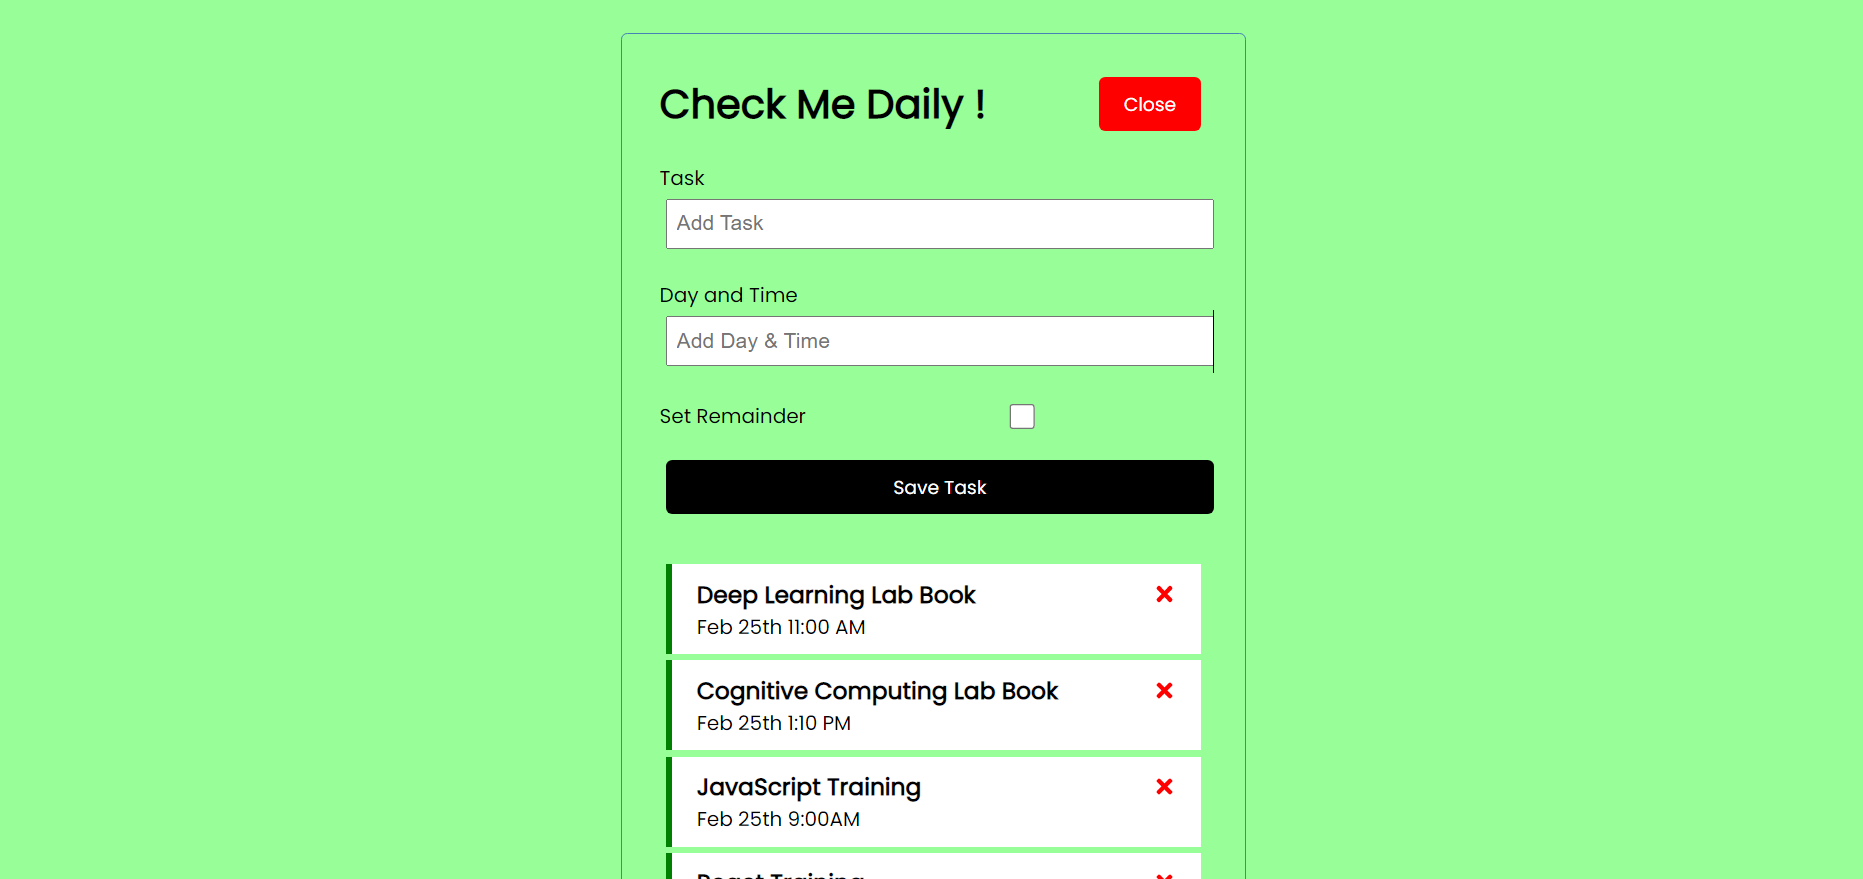 Check Me Daily !
Close
Task
Add Task
Day and Time
Add Day & Time
Set Remainder
Save Task
Deep Learning Lab Book
Feb 25th 11:00 AM
Cognitive Computing Lab Book
Feb 25th 1:10 PM
JavaScript Training
Feb 25th 9:00AM
React Training